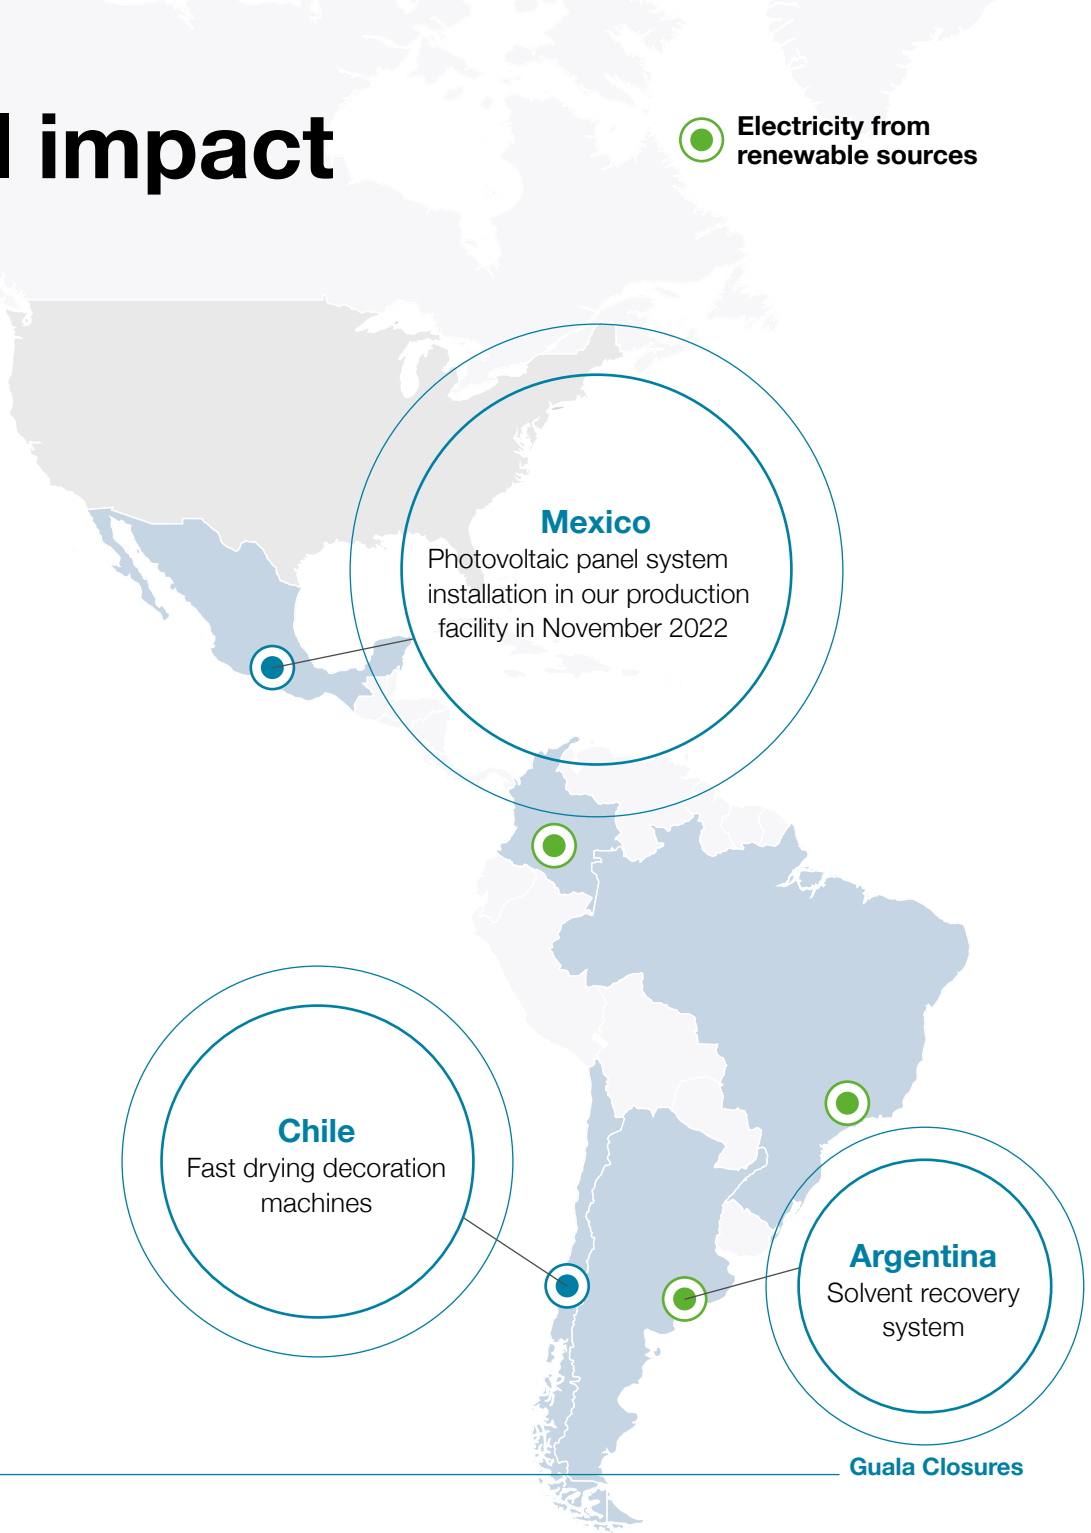 impact
Electricity from
renewable sources
Mexico
Photovoltaic panel system
installation in our production
facility in November 2022
Chile
Fast drying decoration
machines
Argentina
Solvent recovery
system
Guala Closures